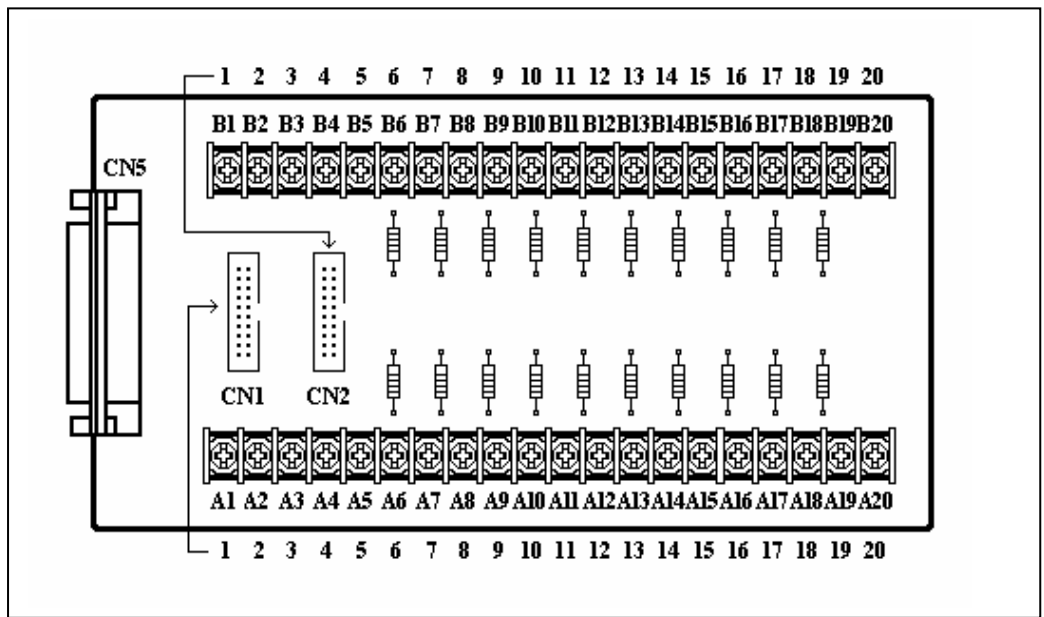 1 2 3 4 5 6 7 8 9 10 11 12 13 14 15 16 17 18 19 20
B1 B2 B3 B4 B5 B6 B7 B8 B9 B10 B11 B12 B13 B14 B15 B16 B17 B18 B19 B20
CN5
CN1 CN2
A1 A2 A3 A4 A5 A6 A7 A8 A9 A10 A11 A12 A13 A14 A15 A16 A17 A18 A19 A20
1 2 3 4 5 6 7 8 9 10 11 12 13 14 15 16 17 18 19 20